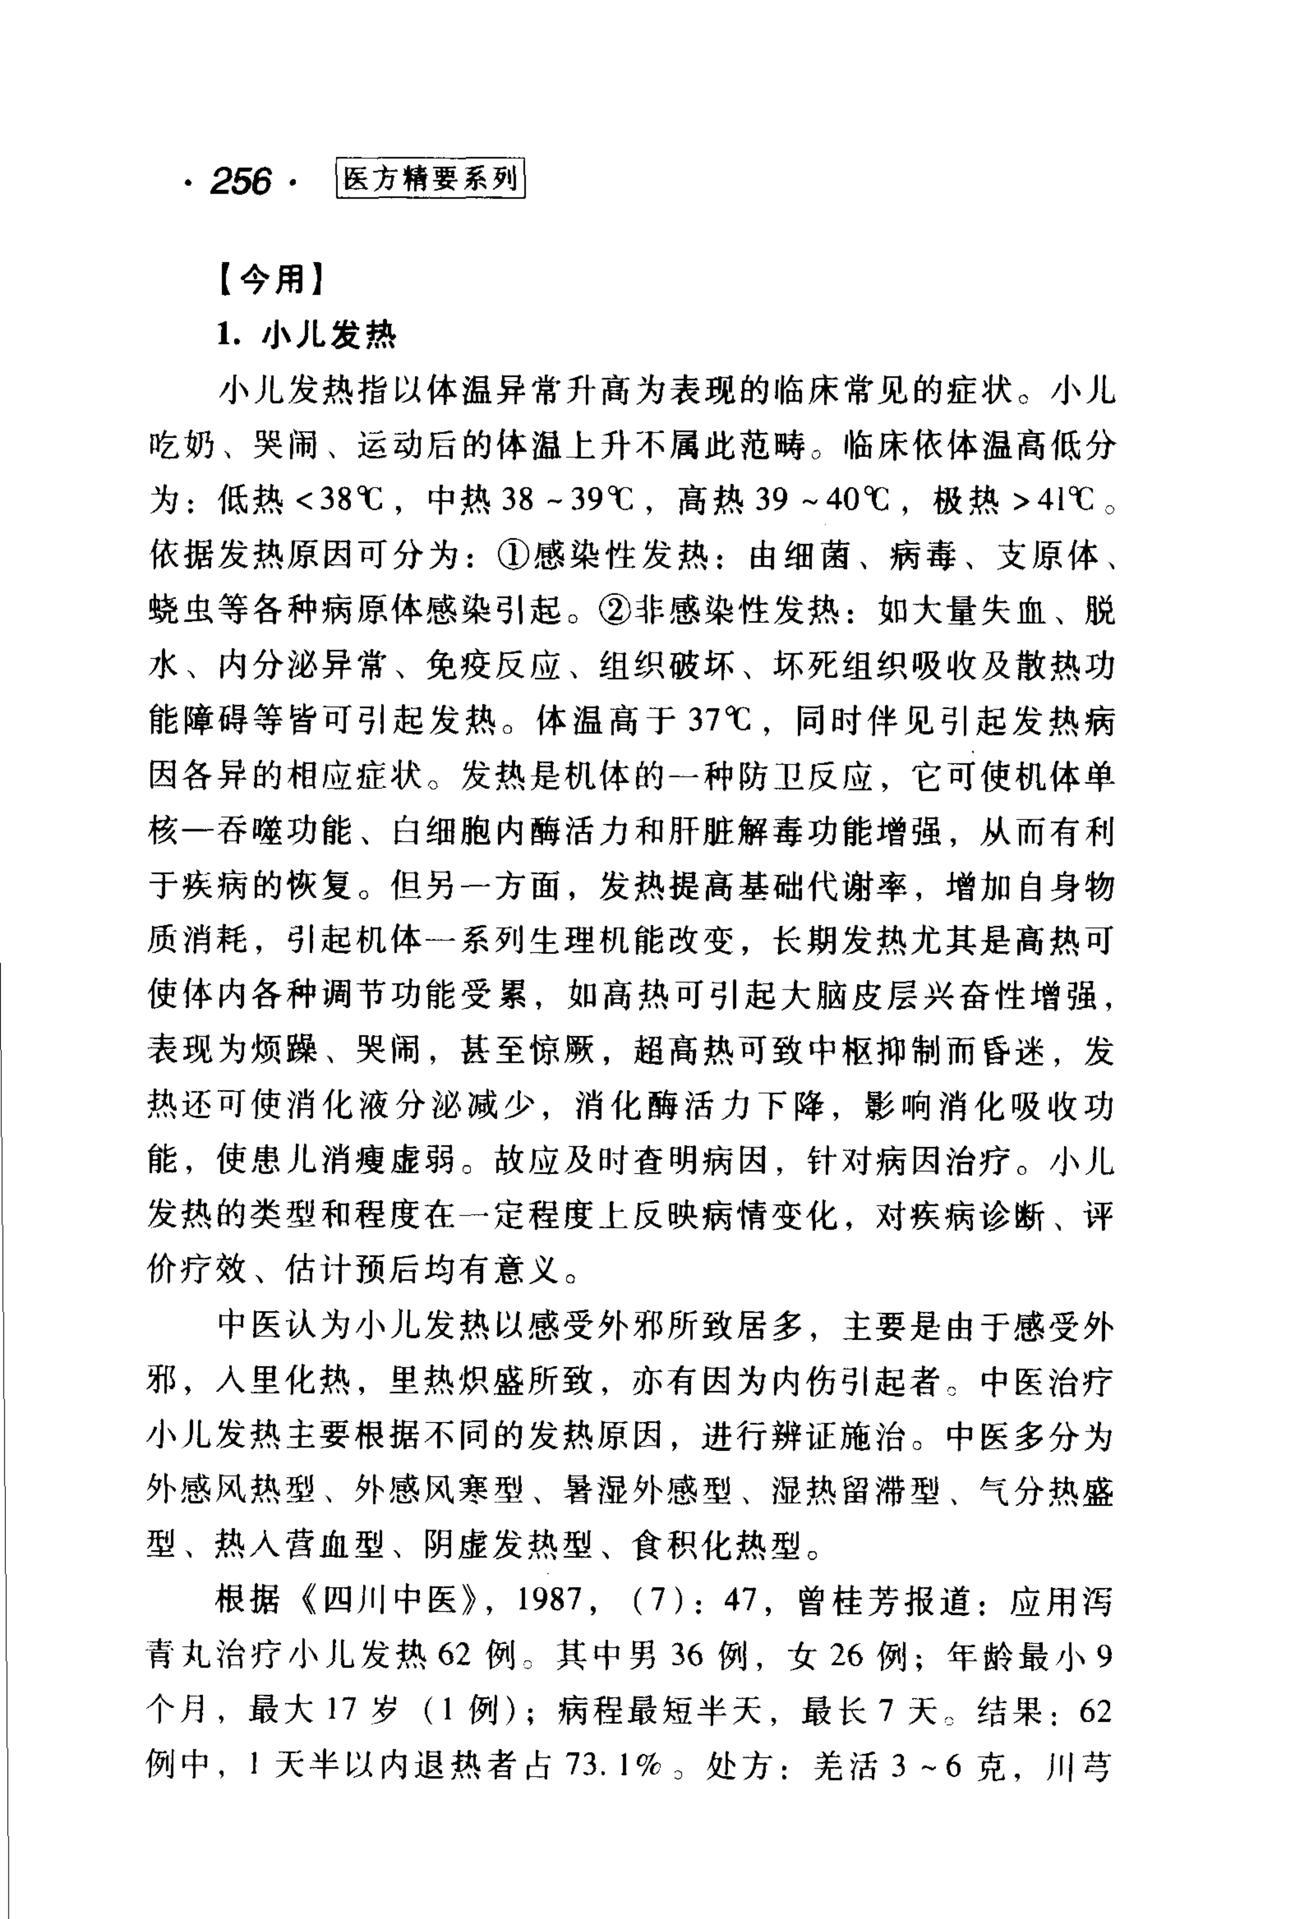 · 256 · 医方精要系列
【今用】
1. 小儿发热
小儿发热指以体温异常升高为表现的临床常见的症状。小儿
吃奶、哭闹、运动后的体温上升不属此范畴。临床依体温高低分
为：低热<38℃，中热 38~39℃，高热 39~40℃，极热>41℃。
依据发热原因可分为：①感染性发热：由细菌、病毒、支原体、
蛲虫等各种病原体感染引起。②非感染性发热：如大量失血、脱
水、内分泌异常、免疫反应、组织破坏、坏死组织吸收及散热功
能障碍等皆可引起发热。体温高于 37℃，同时伴见引起发热病
因各异的相应症状。发热是机体的一种防卫反应，它可使机体单
核—吞噬功能、白细胞内酶活力和肝脏解毒功能增强，从而有利
于疾病的恢复。但另一方面，发热提高基础代谢率，增加自身物
质消耗，引起机体一系列生理机能改变，长期发热尤其是高热可
使体内各种调节功能受累，如高热可引起大脑皮层兴奋性增强，
表现为烦躁、哭闹，甚至惊厥，超高热可致中枢抑制而昏迷，发
热还可使消化液分泌减少，消化酶活力下降，影响消化吸收功
能，使患儿消瘦虚弱。故应及时查明病因，针对病因治疗。小儿
发热的类型和程度在一定程度上反映病情变化，对疾病诊断、评
价疗效、估计预后均有意义。
中医认为小儿发热以感受外邪所致居多，主要是由于感受外
邪，入里化热，里热炽盛所致，亦有因为内伤引起者。中医治疗
小儿发热主要根据不同的发热原因，进行辨证施治。中医多分为
外感风热型、外感风寒型、暑湿外感型、湿热留滞型、气分热盛
型、热入营血型、阴虚发热型、食积化热型。
根据《四川中医》，1987，（7）：47，曾桂芳报道：应用泻
青丸治疗小儿发热 62 例。其中男 36 例，女 26 例；年龄最小 9
个月，最大 17 岁（1 例）；病程最短半天，最长 7 天。结果：62
例中，1 天半以内退热者占 73.1%。处方：羌活 3~6 克，川芎